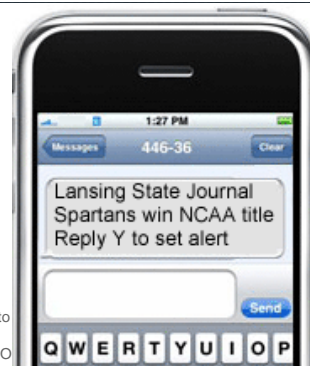 1:27 PM
Messages 446-36 Clear
Lansing State Journal
Spartans win NCAA title
Reply Y to set alert
Send
to
O
Q W E R T Y U I O P